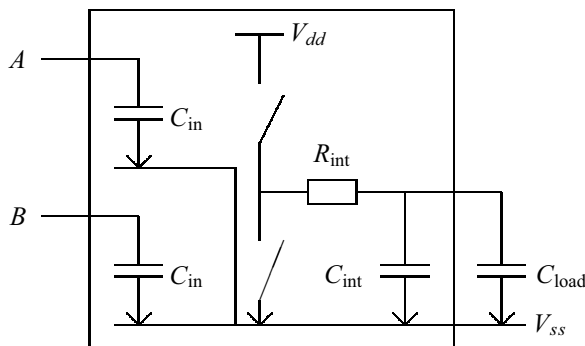 A
V_dd
C_in
R_int
B
C_in
C_int
C_load
V_ss